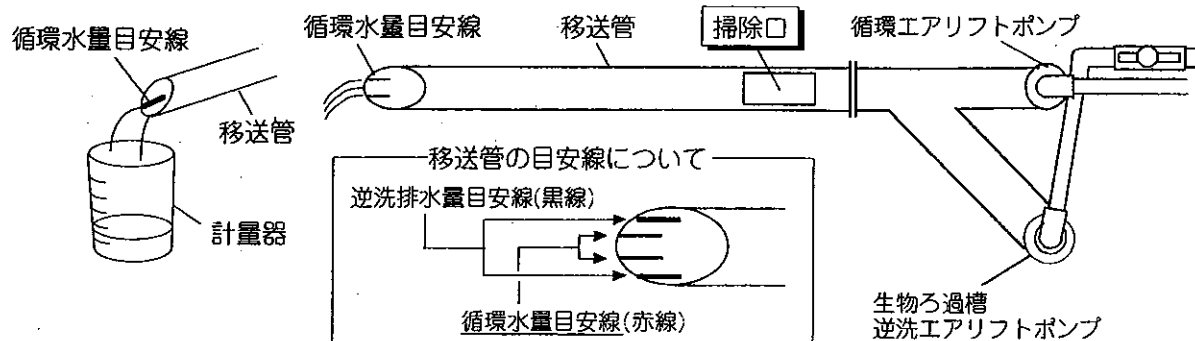 循環水量目安線
移送管
計量器
循環水量目安線
移送管
掃除口
循環エアリフトポンプ
移送管の目安線について
逆洗排水量目安線(黒線)
循環水量目安線(赤線)
生物ろ過槽
逆洗エアリフトポンプ